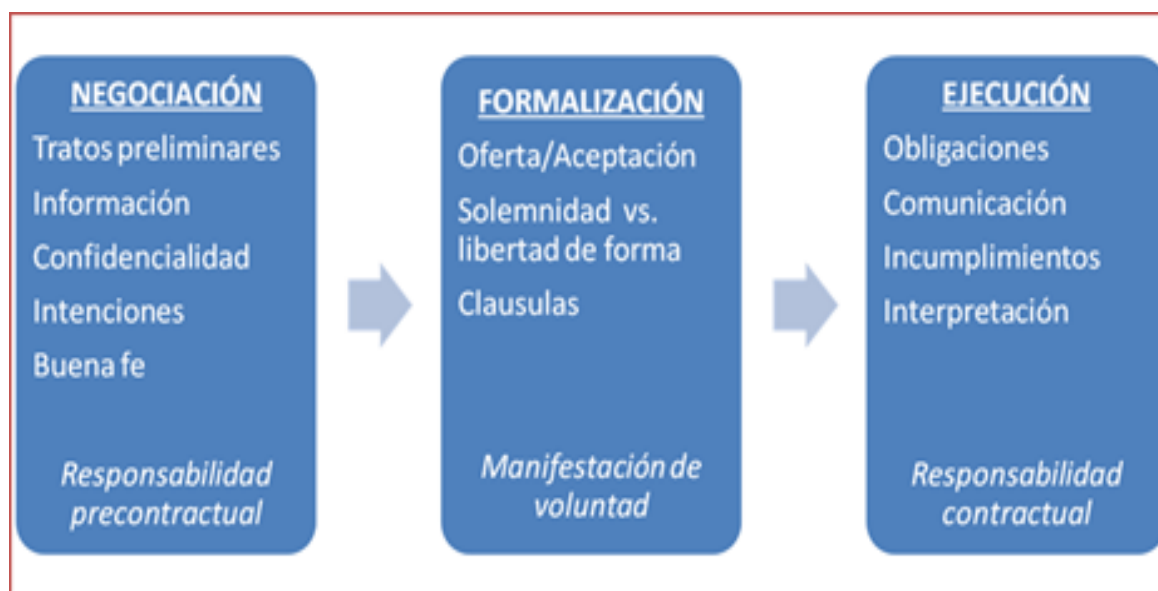 NEGOCIACIÓN
Tratos preliminares
Información
Confidencialidad
Intenciones
Buena fe
Responsabilidad
precontractual
FORMALIZACIÓN
Oferta/Aceptación
Solemnidad vs.
libertad de forma
Clausulas
Manifestación de
voluntad
EJECUCIÓN
Obligaciones
Comunicación
Incumplimientos
Interpretación
Responsabilidad
contractual